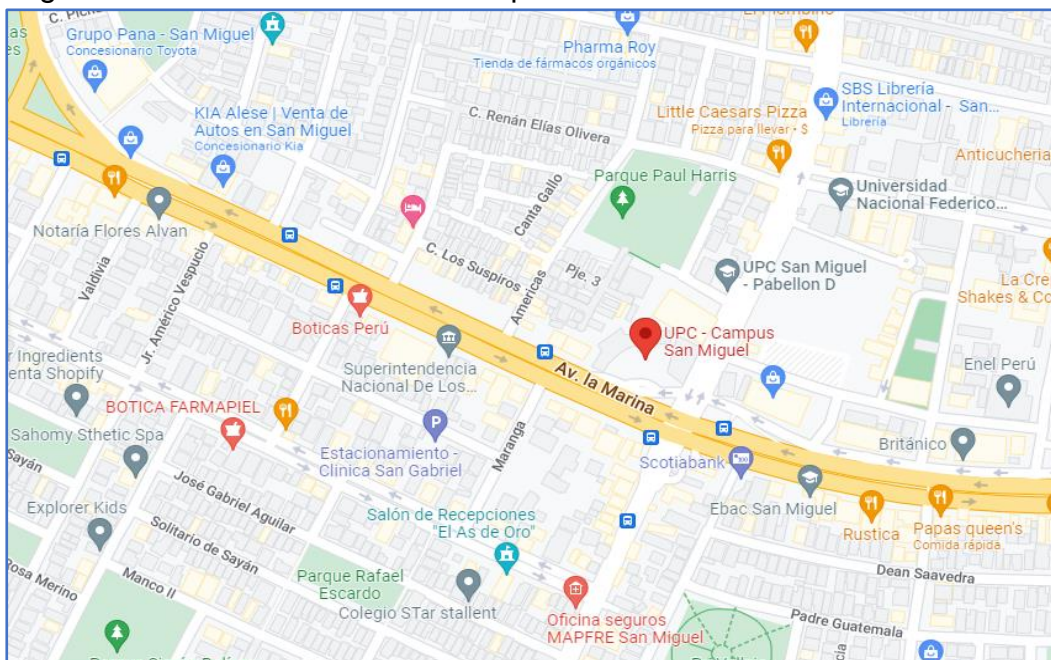 C. Pich
Grupo Pana - San Miguel
Concesionario Toyota
Pharma Roy
Tienda de fármacos orgánicos
SBS Librería
Internacional - San...
Librería
KIA Alese | Venta de
Autos en San Miguel
Concesionario Kia
C. Renán Elías Olivera
Little Caesars Pizza
Pizza para llevar · $
Anticucheria
Parque Paul Harris
Universidad
Nacional Federico...
Notaría Flores Alvan
Canta Gallo
C. Los Suspiros
Pje. 3
UPC San Miguel
- Pabellon D
La Cre
Shakes & Co
Valdivia
Jr. Américo Vespucio
Americas
Boticas Perú
UPC - Campus
San Miguel
Superintendencia
Nacional De Los...
Av. la Marina
Enel Perú
r Ingredients
enta Shopify
BOTICA FARMAPIEL
P
Sahomy Sthetic Spa
Estacionamiento -
Clinica San Gabriel
Maranga
Scotiabank
Británico
Sayán
José Gabriel Aguilar
Ebac San Miguel
Rustica
Papas queen's
Comida rápida
Explorer Kids
Solitario de Sayán
Salón de Recepciones
"El As de Oro"
Dean Saavedra
Rosa Merino
Manco II
Parque Rafael
Escardo
Colegio STar stallent
Oficina seguros
MAPFRE San Miguel
Padre Guatemala